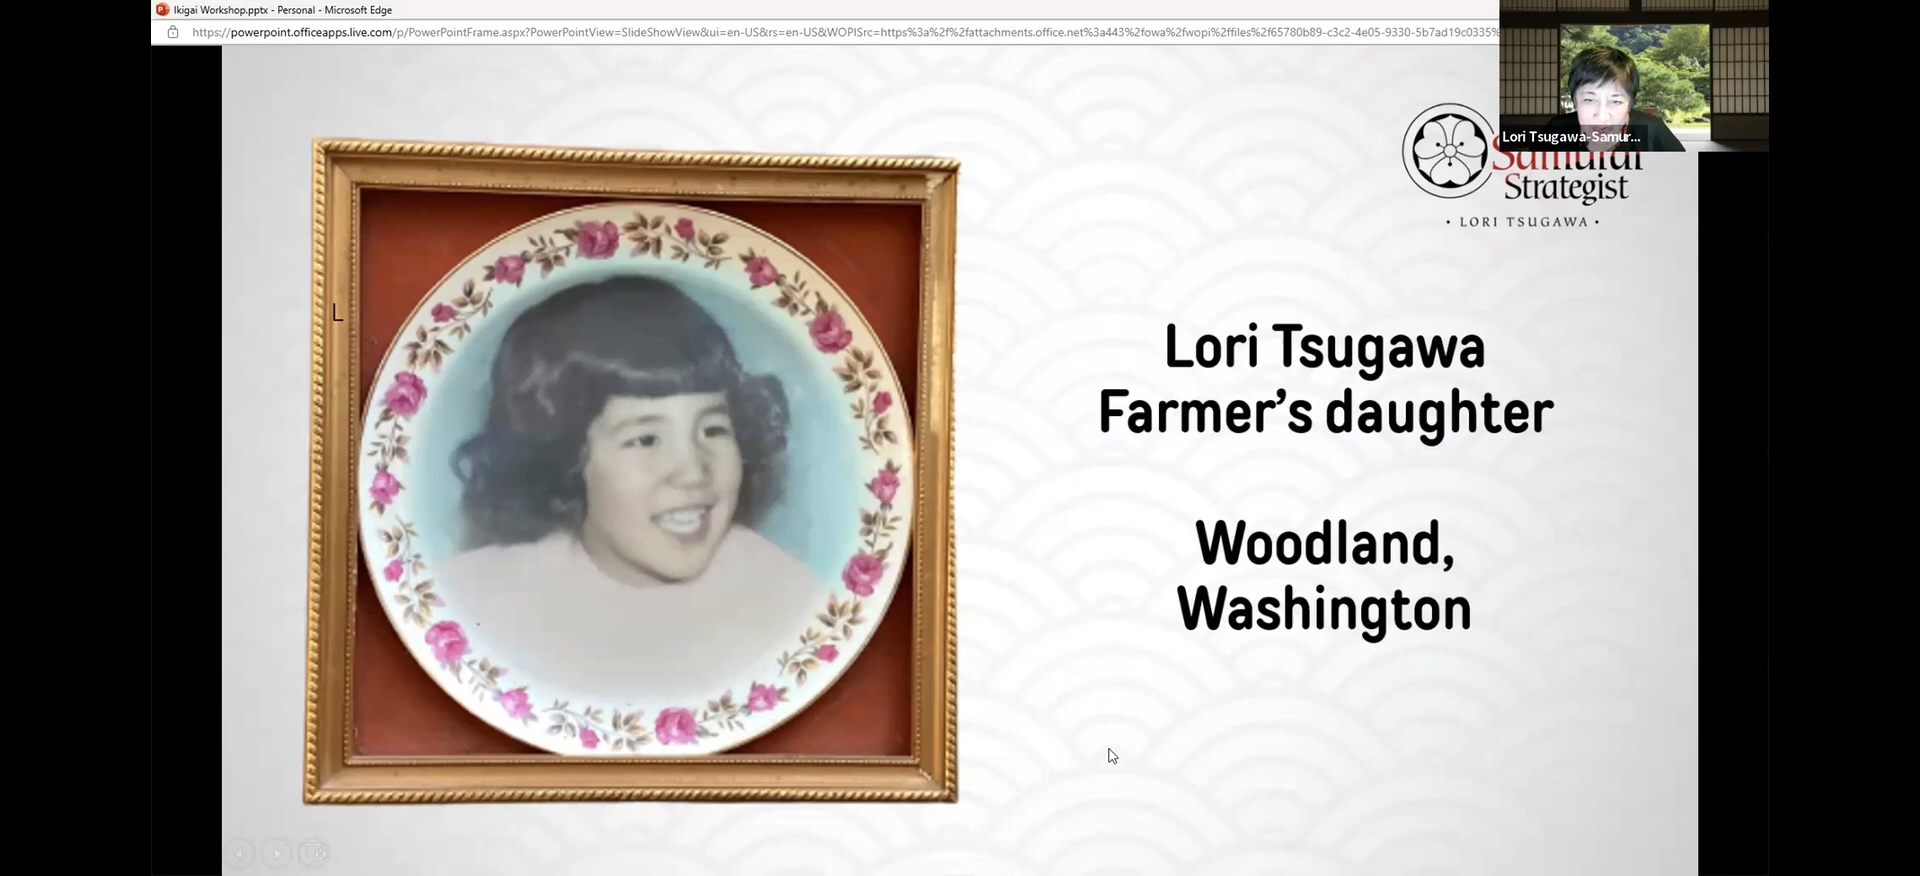 Ikigai Workshop.pptx - Personal - Microsoft Edge
https://powerpoint.officeapps.live.com/p/PowerPointFrame.aspx?PowerPointView=SlideShowView&ui=en-US&rs=en-US&WOPISrc=https%3a%2f%2fattachments.office.net%3a443%2fowa%2fwopi%2ffiles%2f65780b89-c3c2-4e05-9330-5b7ad19c0335%
Lori Tsugawa-Samur...
Samurai
Strategist
• LORI TSUGAWA •
L
Lori Tsugawa
Farmer’s daughter
Woodland,
Washington